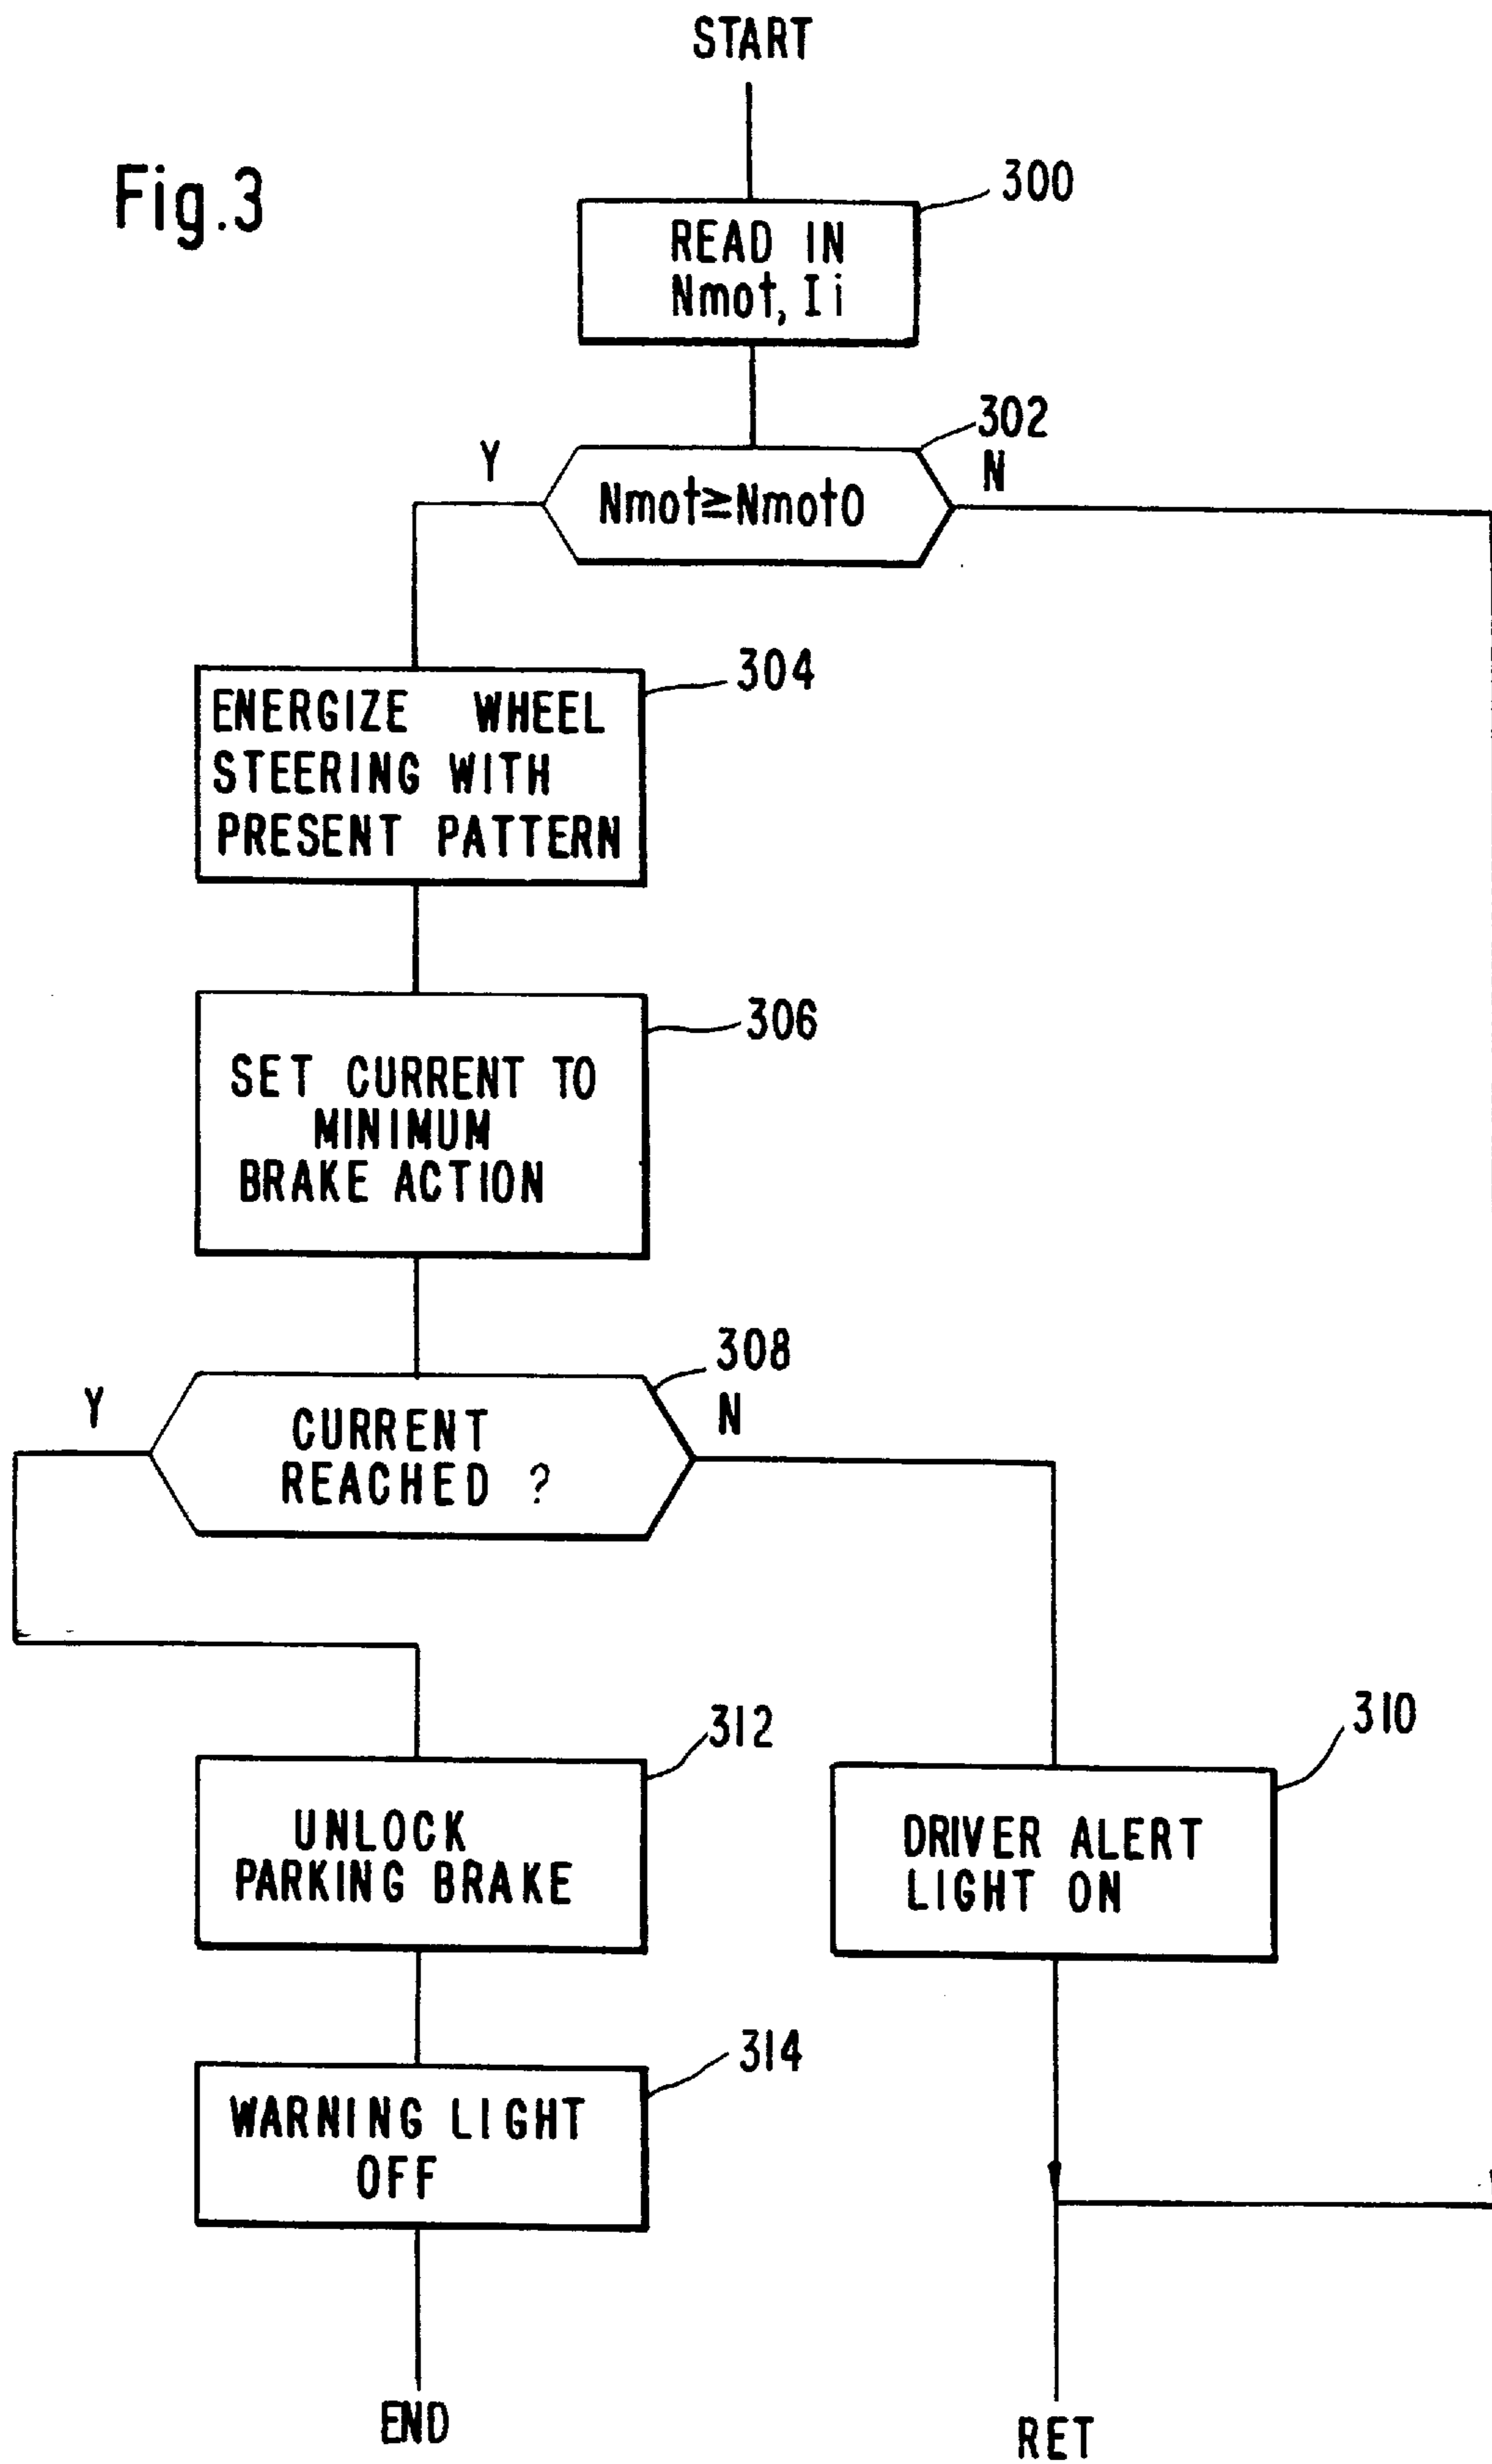 START
Fig.3
300
READ IN
Nmot, Ii
302
Y
N
Nmot≧Nmot0
304
ENERGIZE WHEEL
STEERING WITH
PRESENT PATTERN
306
SET CURRENT TO
MINIMUM
BRAKE ACTION
308
Y
N
CURRENT
REACHED ?
312
310
UNLOCK
PARKING BRAKE
DRIVER ALERT
LIGHT ON
314
WARNING LIGHT
OFF
END
RET